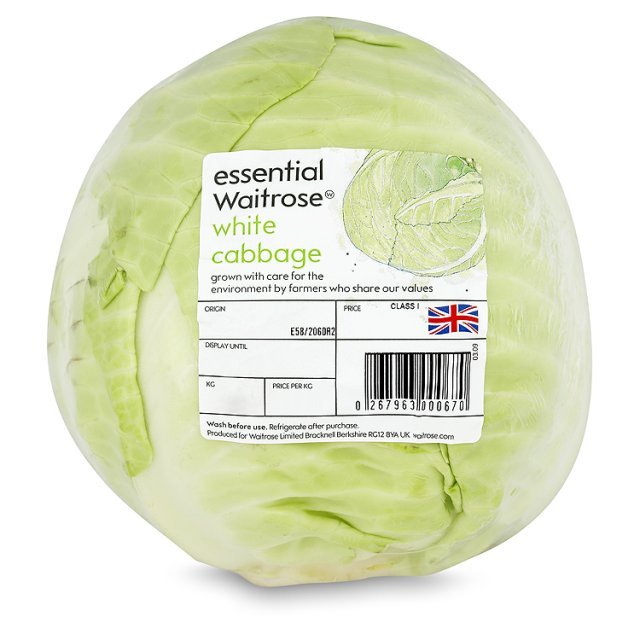 essential
Waitrose
white
cabbage
grown with care for the
environment by farmers who share our values
ORIGIN
E58/206DR2
PRICE
CLASS I
DISPLAY UNTIL
KG
PRICE PER KG
0 267963 000670
03.09
Wash before use. Refrigerate after purchase.
Produced for Waitrose Limited Bracknell Berkshire RG12 8YA UK waitrose.com